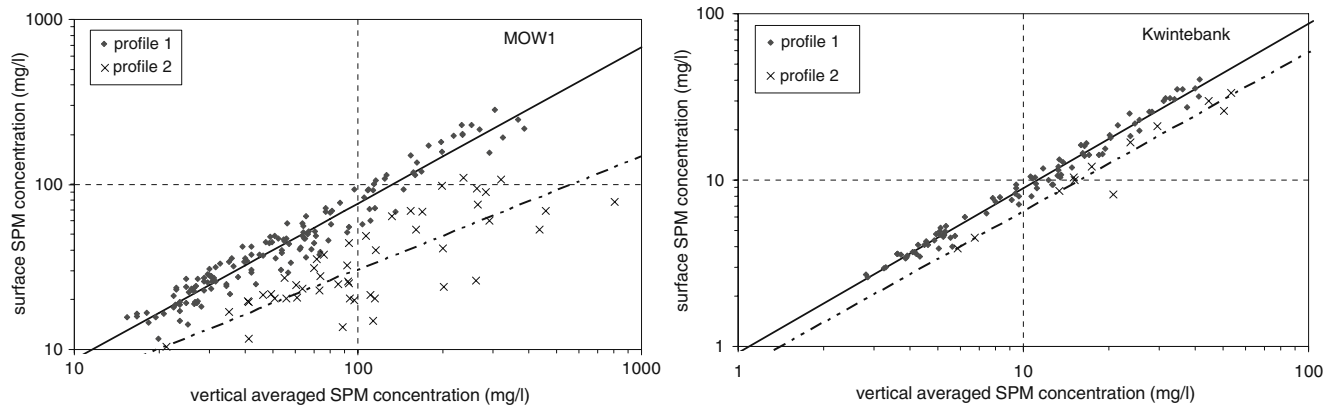 1000
MOW1
profile 1
profile 2
surface SPM concentration (mg/l)
100
10
10
100
1000
vertical averaged SPM concentration (mg/l)
100
Kwintebank
profile 1
profile 2
surface SPM concentration (mg/l)
10
1
1
10
100
vertical averaged SPM concentration (mg/l)